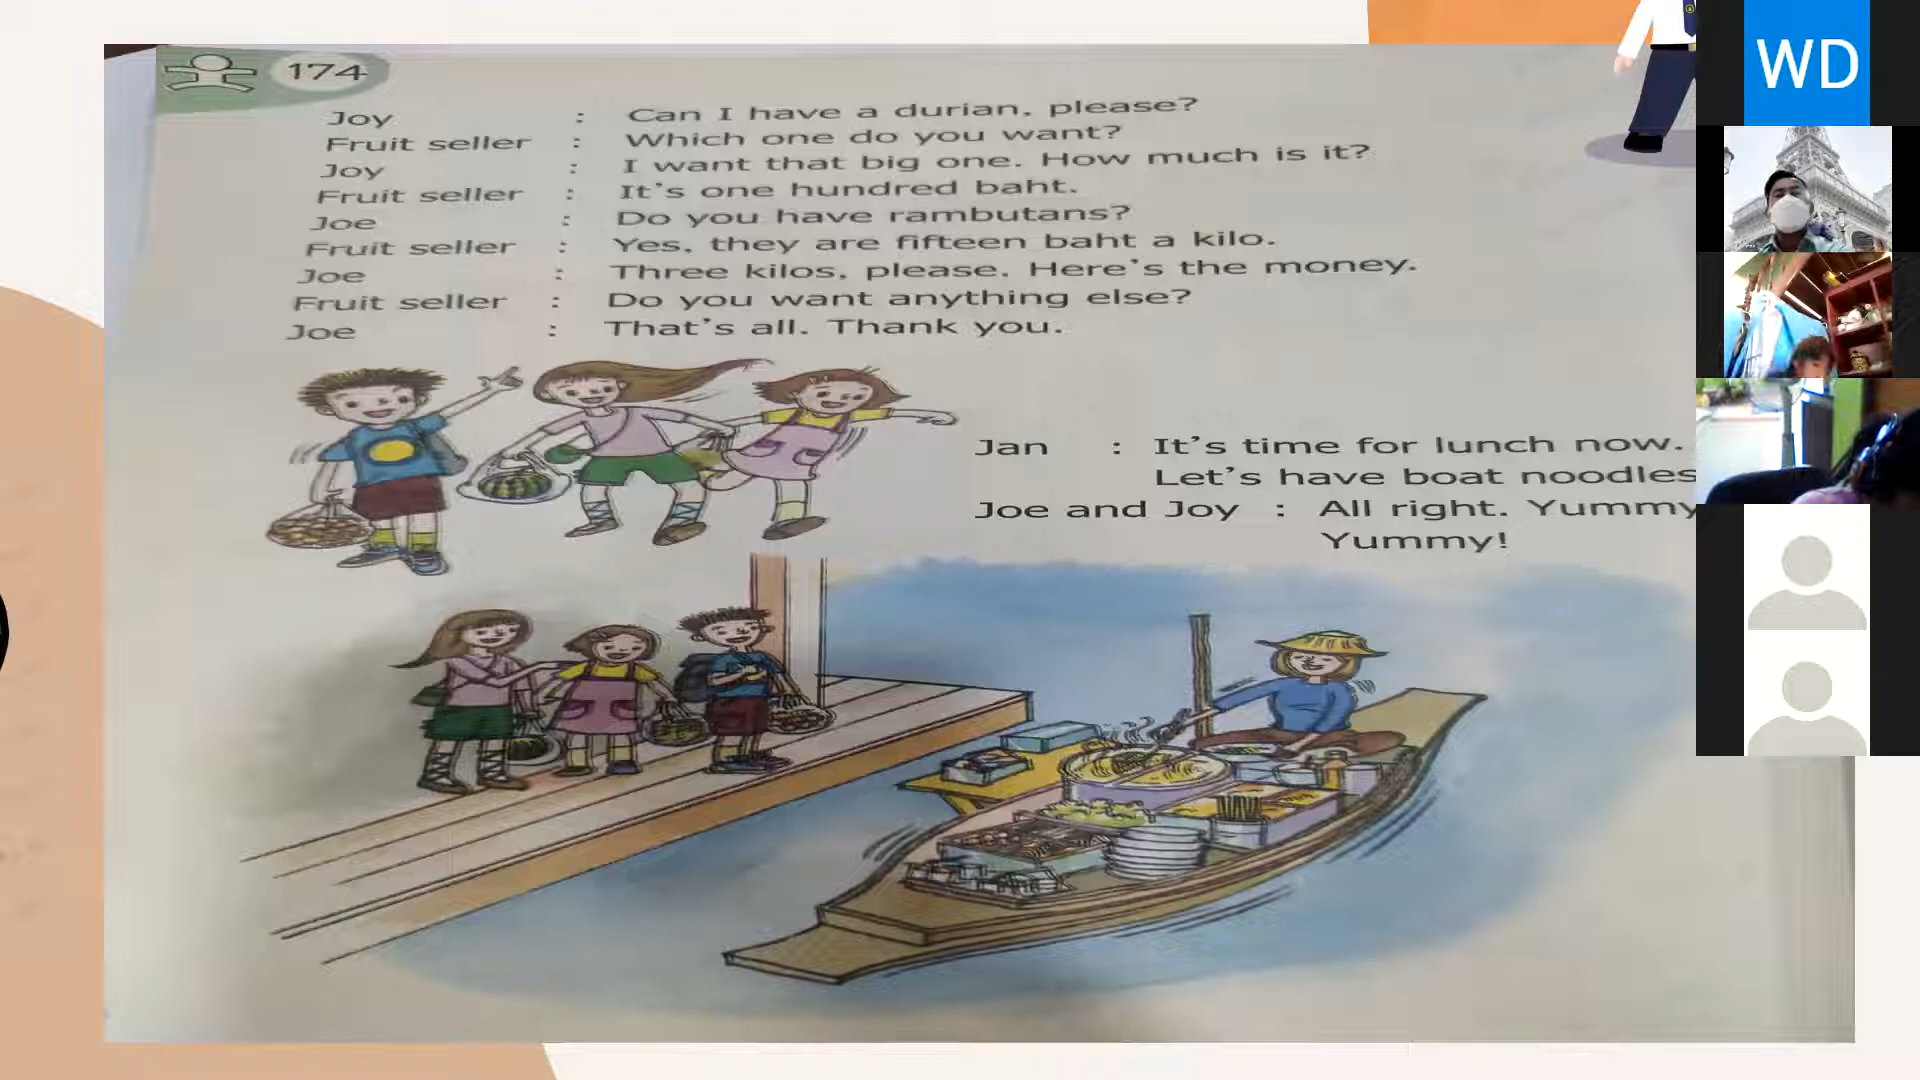 174
Joy : Can I have a durian, please?
Fruit seller : Which one do you want?
Joy : I want that big one. How much is it?
Fruit seller : It's one hundred baht.
Joe : Do you have rambutans?
Fruit seller : Yes, they are fifteen baht a kilo.
Joe : Three kilos, please. Here's the money.
Fruit seller : Do you want anything else?
Joe : That's all. Thank you.
Jan : It's time for lunch now.
Let's have boat noodles
Joe and Joy : All right. Yummy
Yummy!
WD